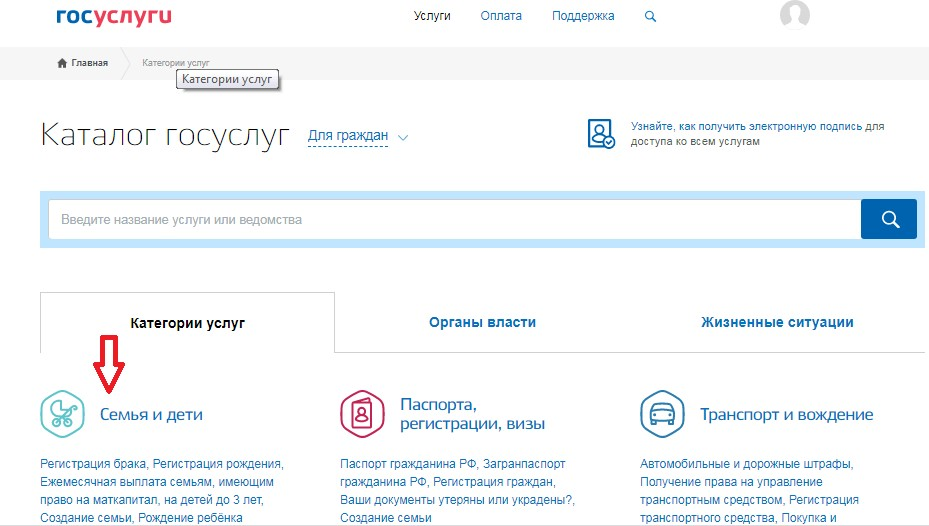 госуслуги
Услуги Оплата Поддержка
Главная Категории услуг
Категории услуг
Каталог госуслуг Для граждан
Узнайте, как получить электронную подпись для
доступа ко всем услугам
Введите название услуги или ведомства
Категории услуг Органы власти Жизненные ситуации
Семья и дети
Регистрация брака, Регистрация рождения,
Ежемесячная выплата семьям, имеющим
право на маткапитал, на детей до 3 лет,
Создание семьи, Рождение ребёнка
Паспорта,
регистрации, визы
Паспорт гражданина РФ, Загранпаспорт
гражданина РФ, Регистрация граждан,
Ваши документы утеряны или украдены?,
Создание семьи
Транспорт и вождение
Автомобильные и дорожные штрафы,
Получение права на управление
транспортным средством, Регистрация
транспортного средства, Покупка и